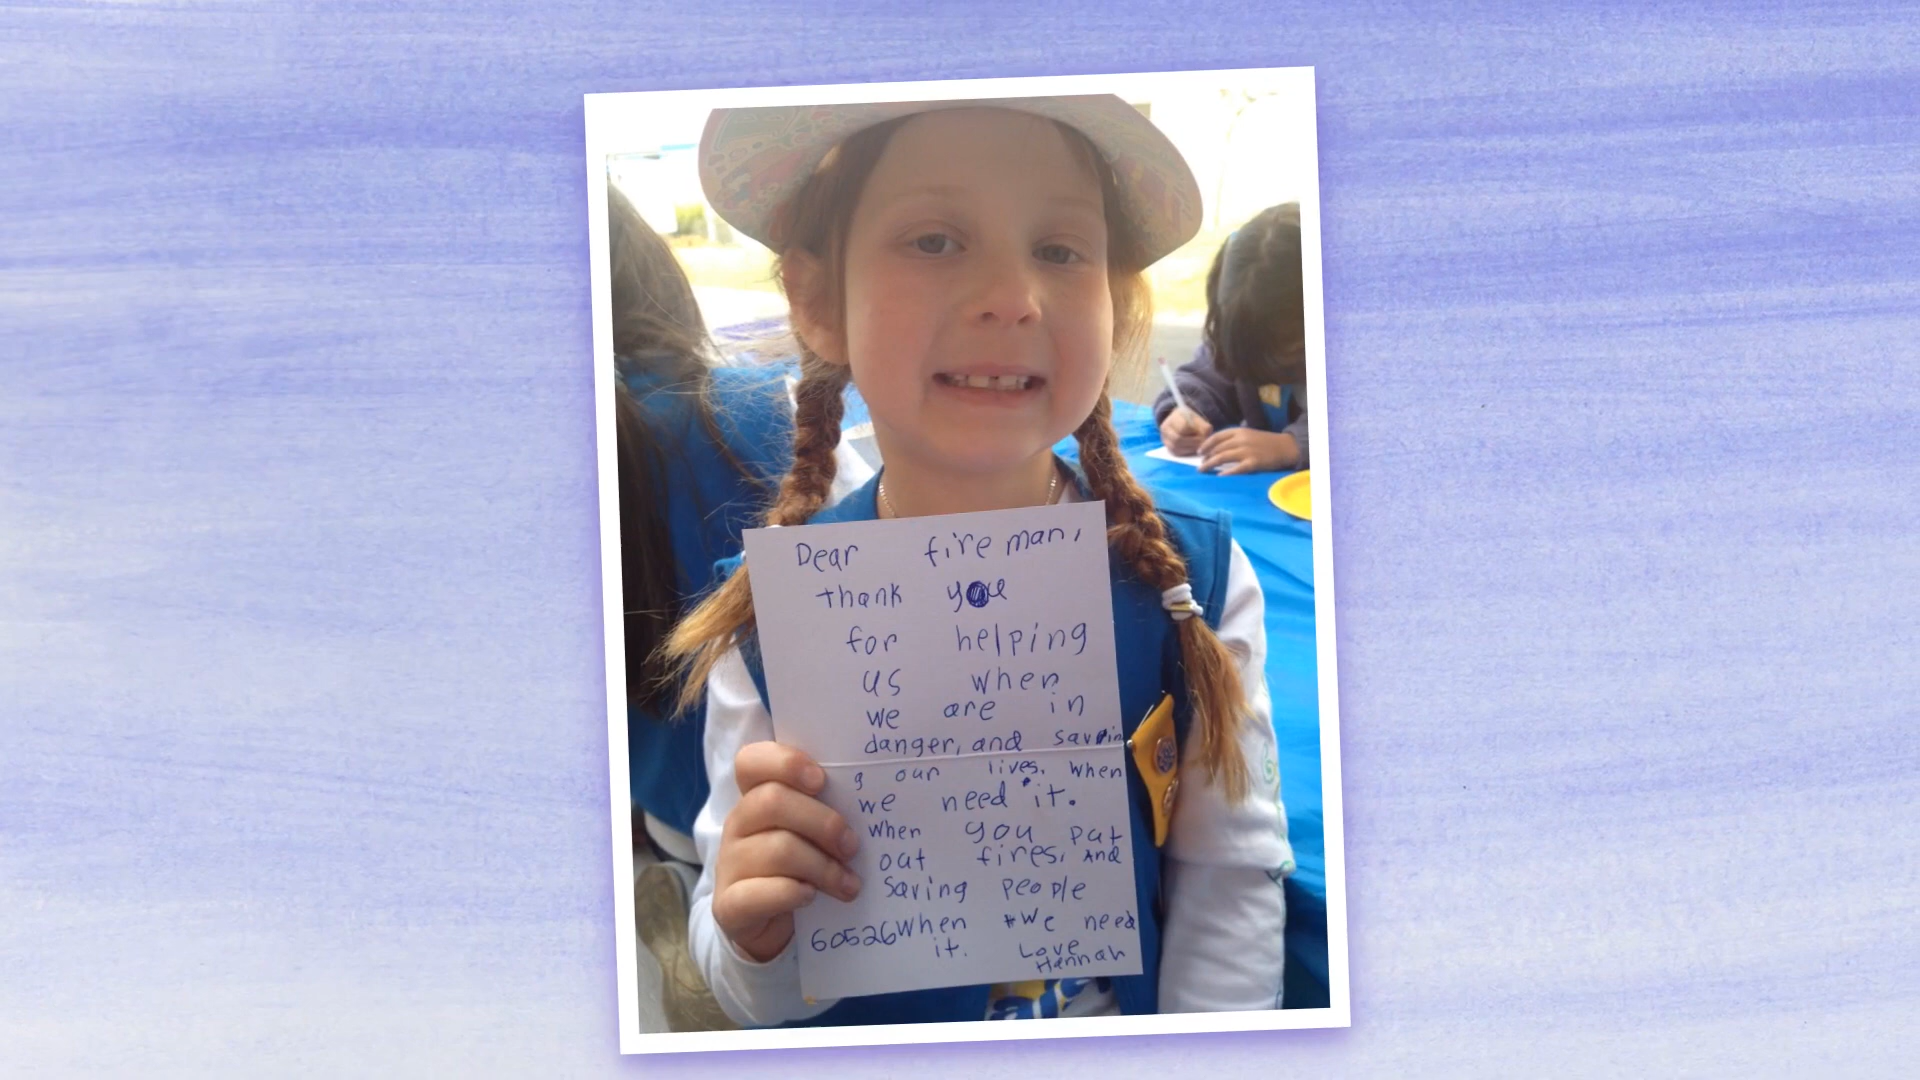 Dear fire man,
thank you
for helping
us when
we are in
danger, and savin
g our lives. when
we need it.
when you put
out fires, and
saving people
60526 when #we need
it. Love
Hannah